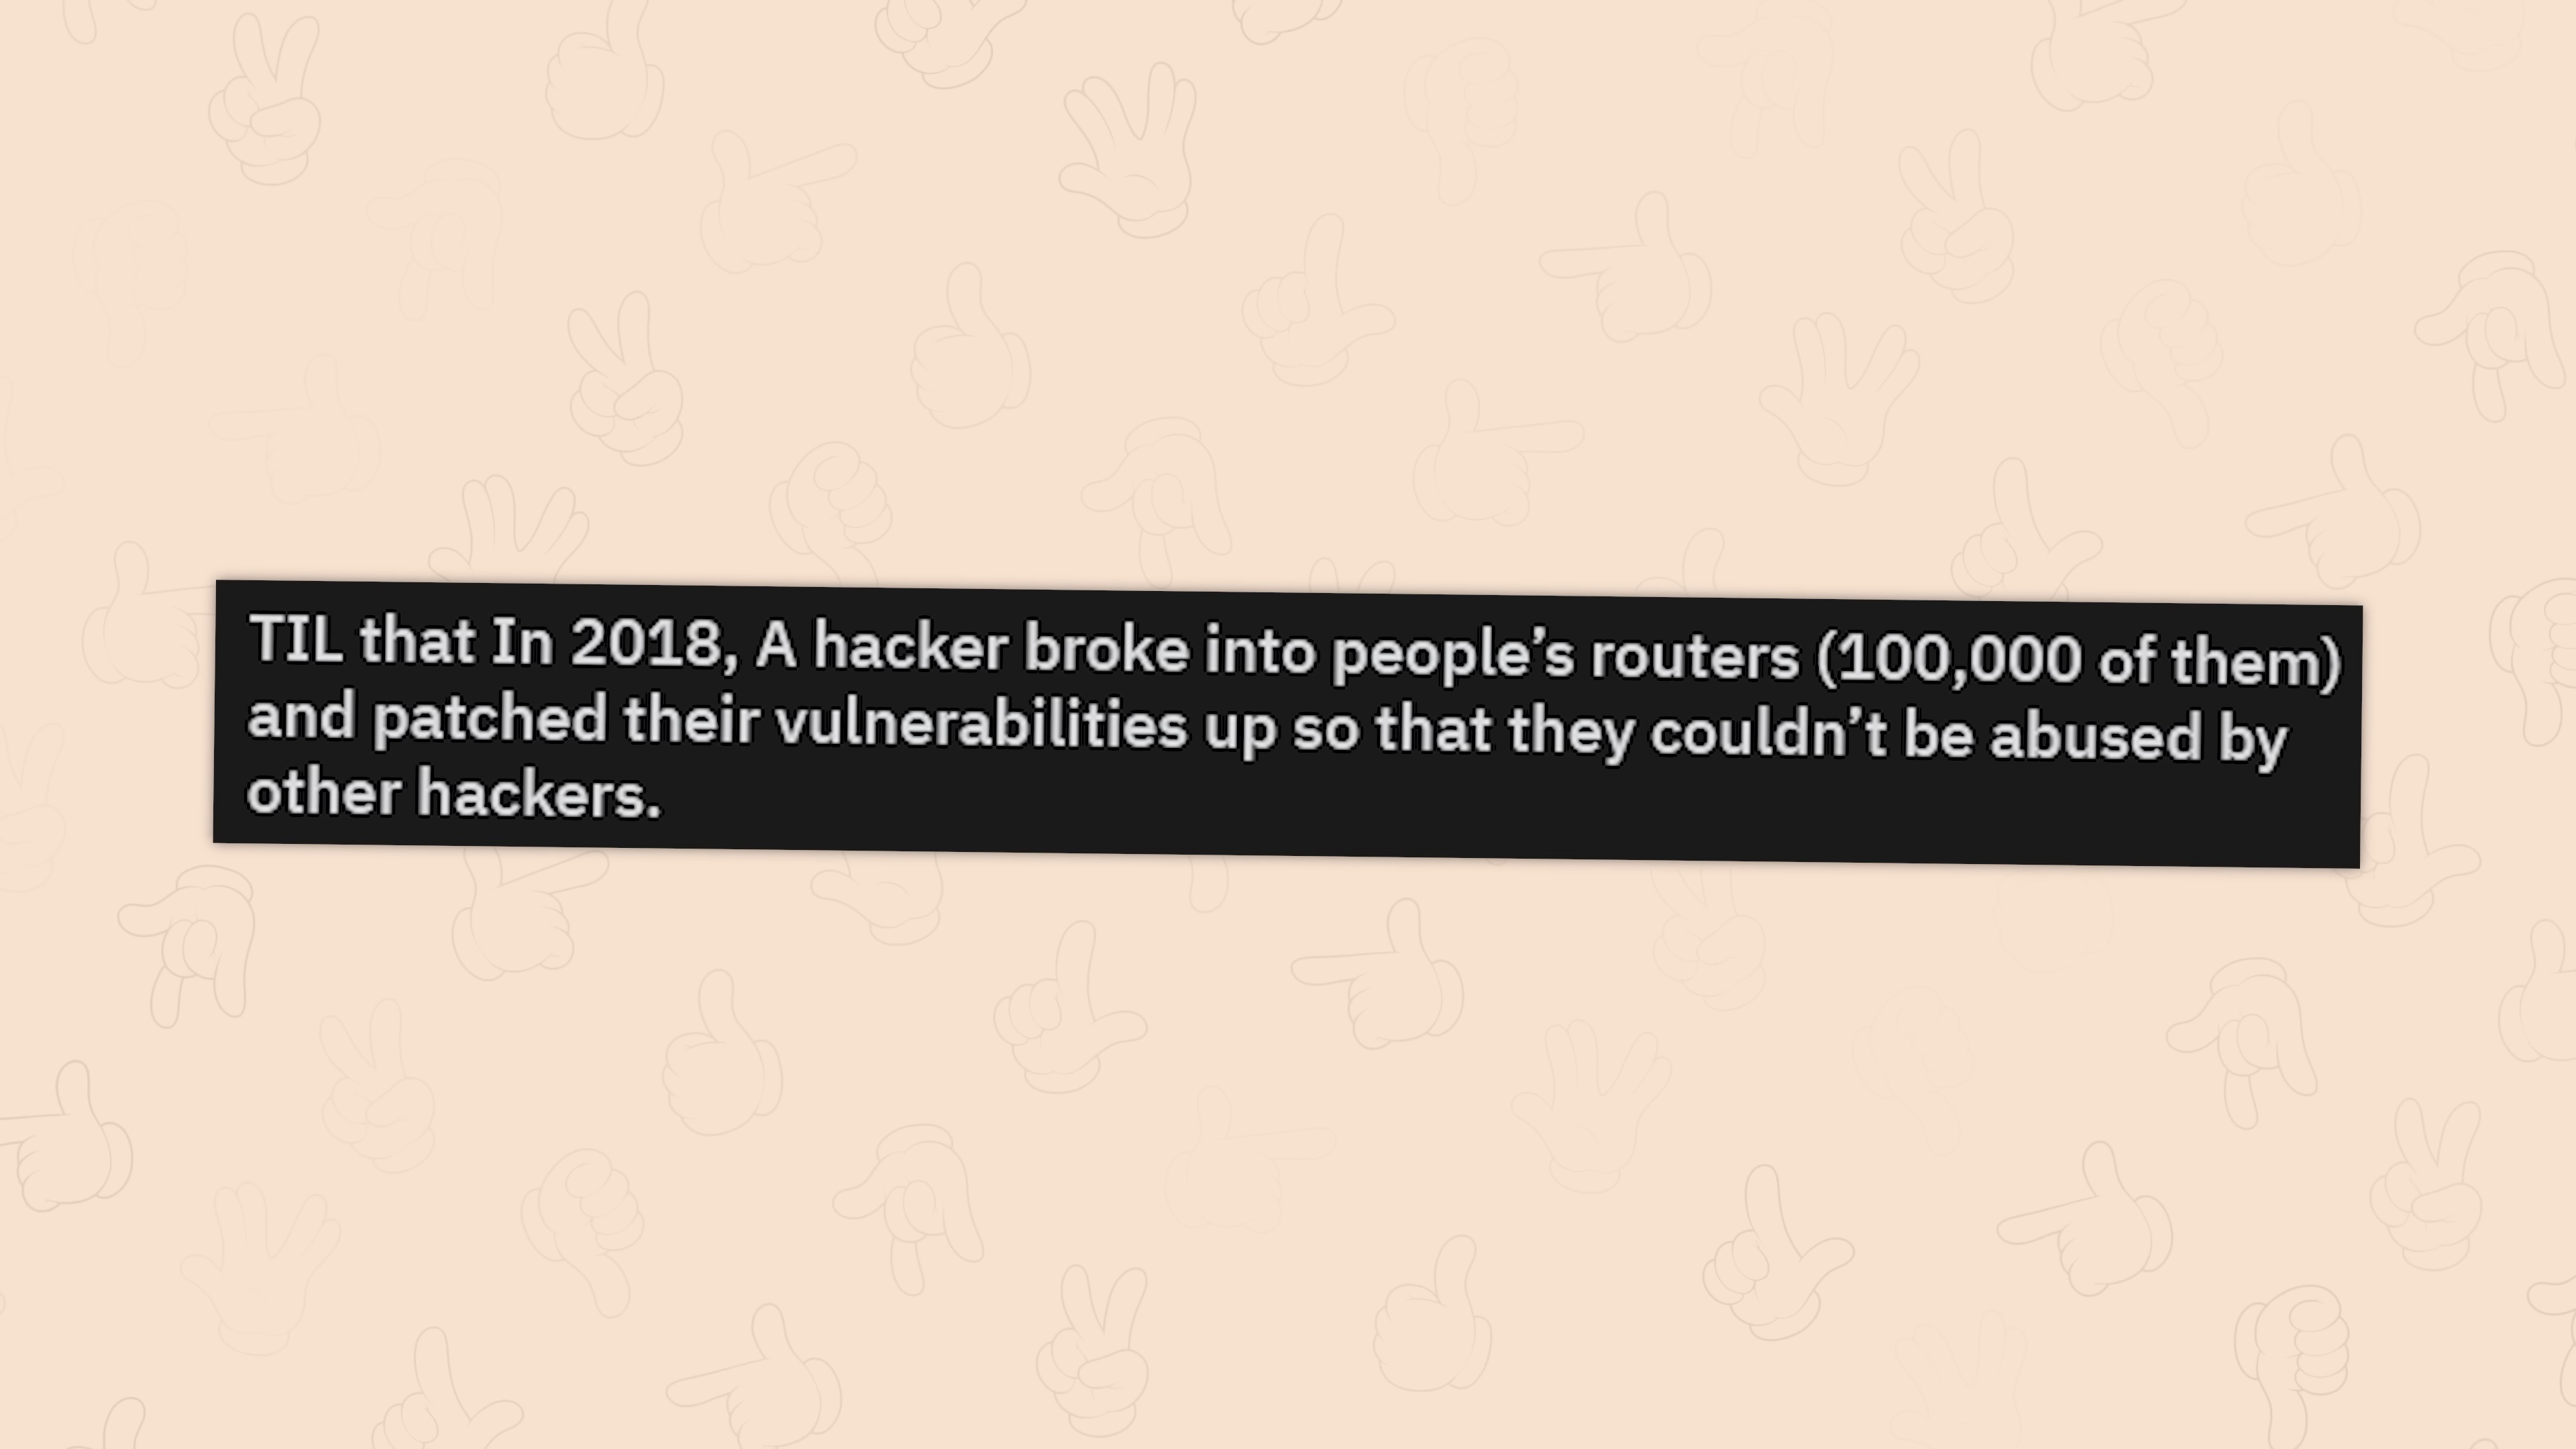 TIL that In 2018, A hacker broke into people’s routers (100,000 of them)
and patched their vulnerabilities up so that they couldn’t be abused by
other hackers.